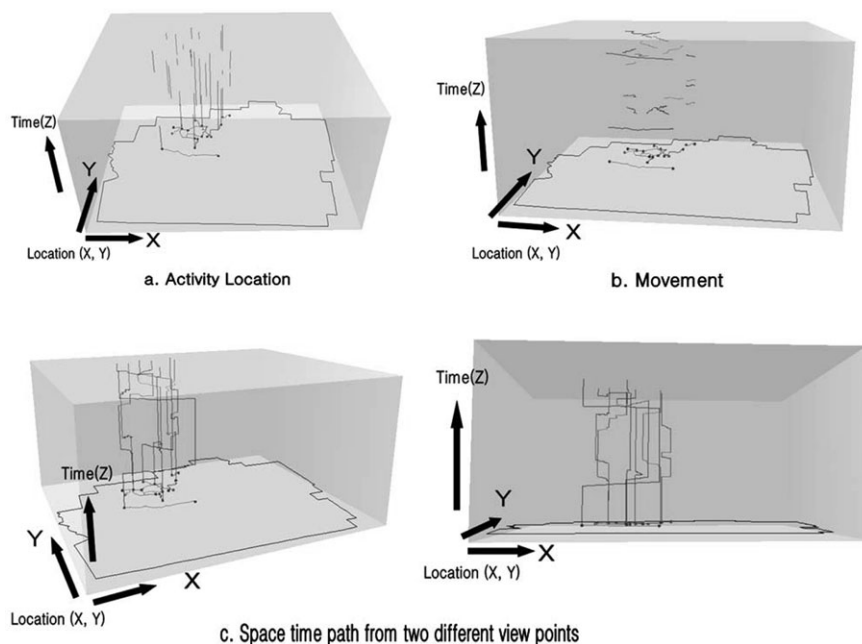 Time(Z)
Y
X
Location (X, Y)
a. Activity Location
Time(Z)
Y
X
Location (X, Y)
b. Movement
Time(Z)
Y
X
Location (X, Y)
Time(Z)
Y
X
Location (X, Y)
c. Space time path from two different view points